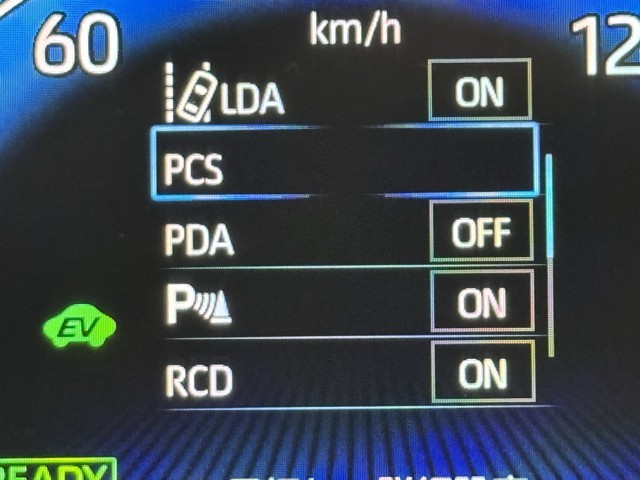 60
km/h
12
LDA ON
PCS
PDA OFF
P ON
EV
RCD ON
READY